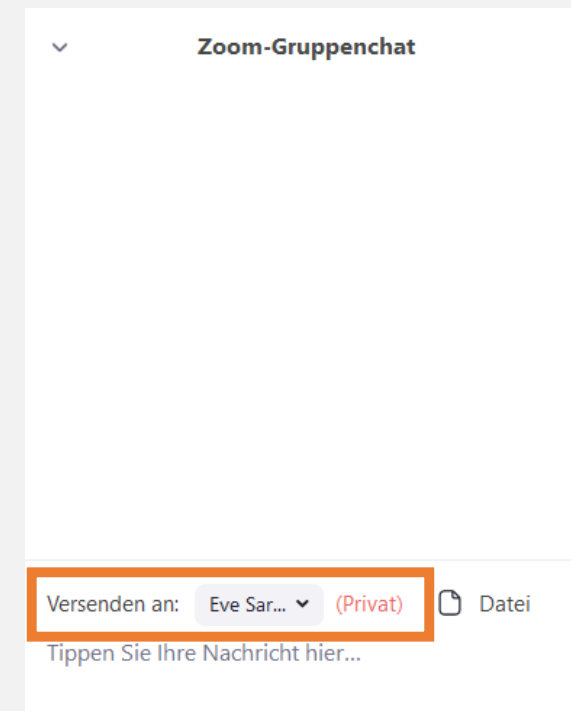 Zoom-Gruppenchat
Versenden an: Eve Sar... (Privat) Datei
Tippen Sie Ihre Nachricht hier...